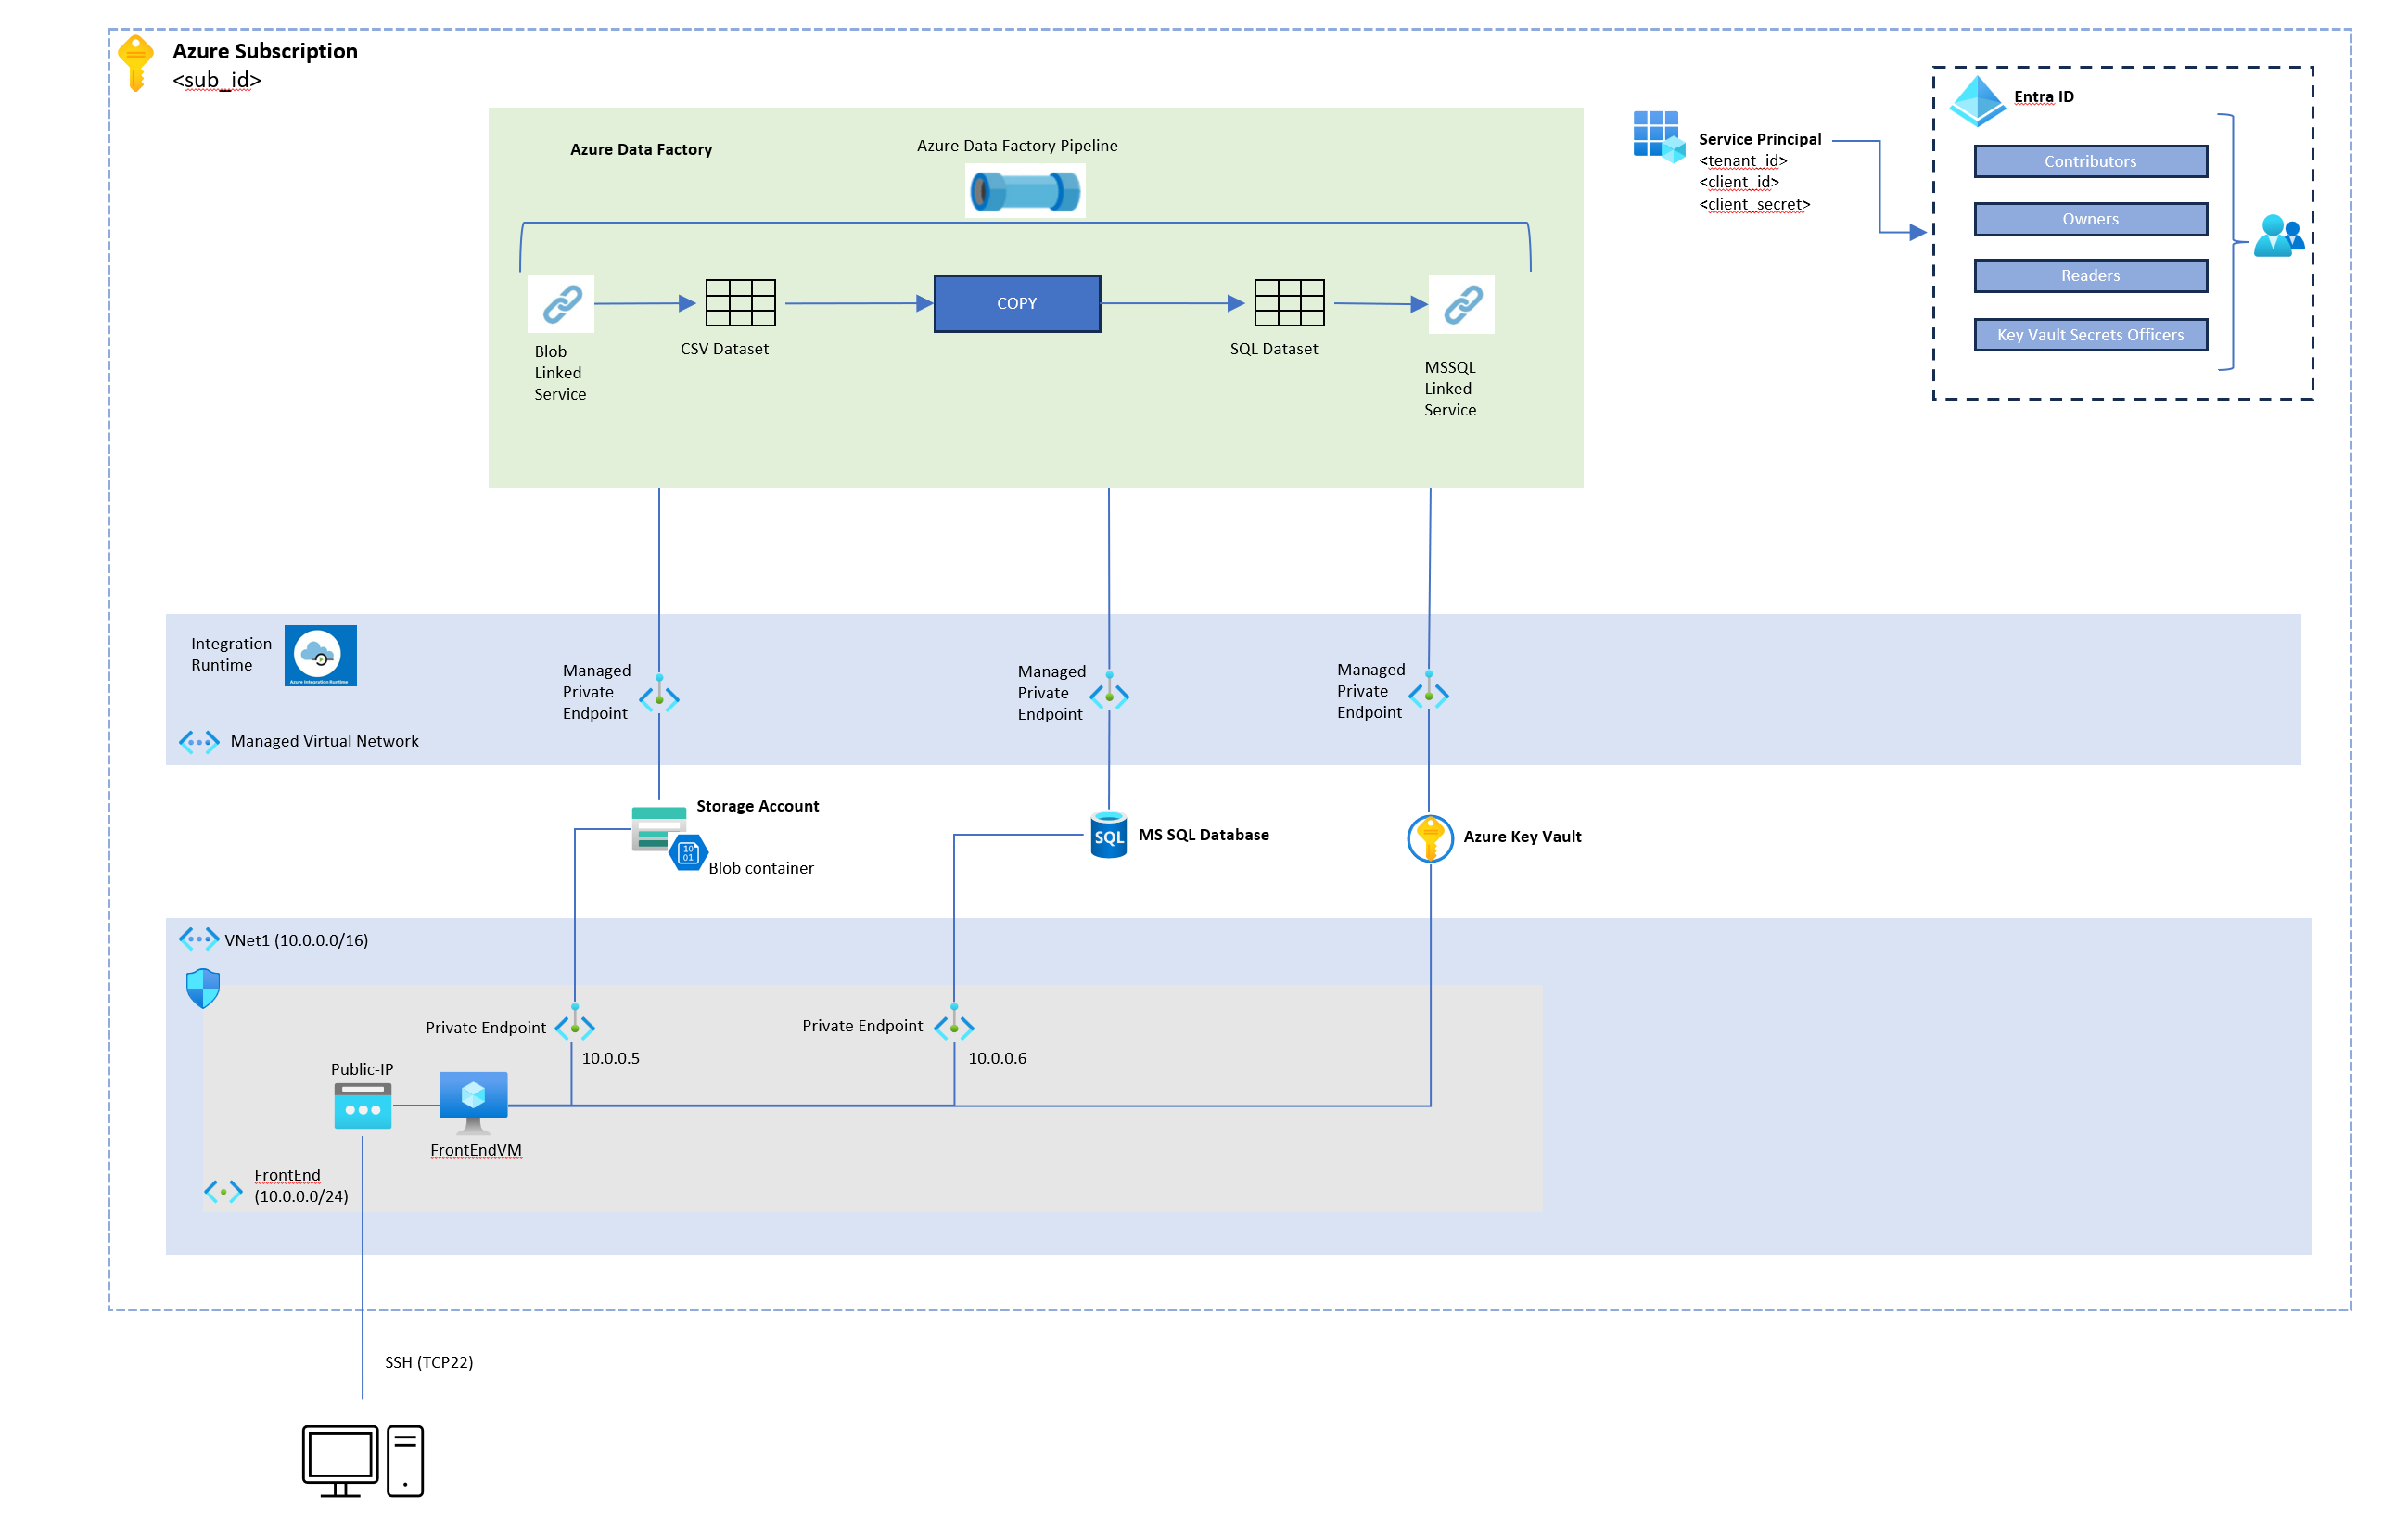 Azure Subscription
<sub_id>
Entra ID
Service Principal
<tenant_id>
<client_id>
<client_secret>
Contributors
Owners
Readers
Key Vault Secrets Officers
Azure Data Factory
Azure Data Factory Pipeline
COPY
Blob
Linked
Service
CSV Dataset
SQL Dataset
MSSQL
Linked
Service
Integration
Runtime
Azure Integration Runtime
Managed
Private
Endpoint
Managed
Private
Endpoint
Managed
Private
Endpoint
Managed Virtual Network
Storage Account
10
01
Blob container
SQL
MS SQL Database
Azure Key Vault
VNet1 (10.0.0.0/16)
Private Endpoint
10.0.0.5
Private Endpoint
10.0.0.6
Public-IP
FrontEndVM
FrontEnd
(10.0.0.0/24)
SSH (TCP22)